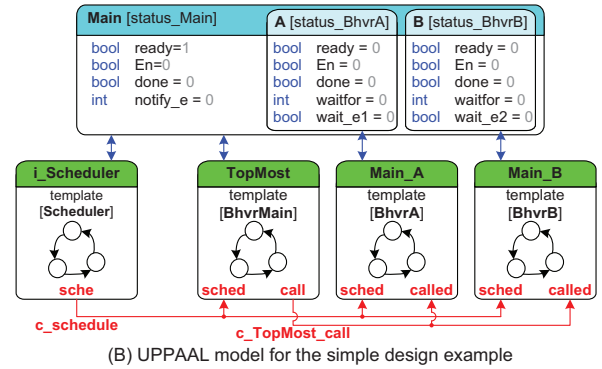 Main [status_Main]
bool ready=1
bool En=0
bool done = 0
int notify_e = 0
A [status_BhvrA]
bool ready = 0
bool En = 0
bool done = 0
int waitfor = 0
bool wait_e1 = 0
B [status_BhvrB]
bool ready = 0
bool En = 0
bool done = 0
int waitfor = 0
bool wait_e2 = 0
i_Scheduler
template
[Scheduler]
sche
TopMost
template
[BhvrMain]
sched call
Main_A
template
[BhvrA]
sched called
Main_B
template
[BhvrB]
sched called
c_schedule
c_TopMost_call
(B) UPPAAL model for the simple design example